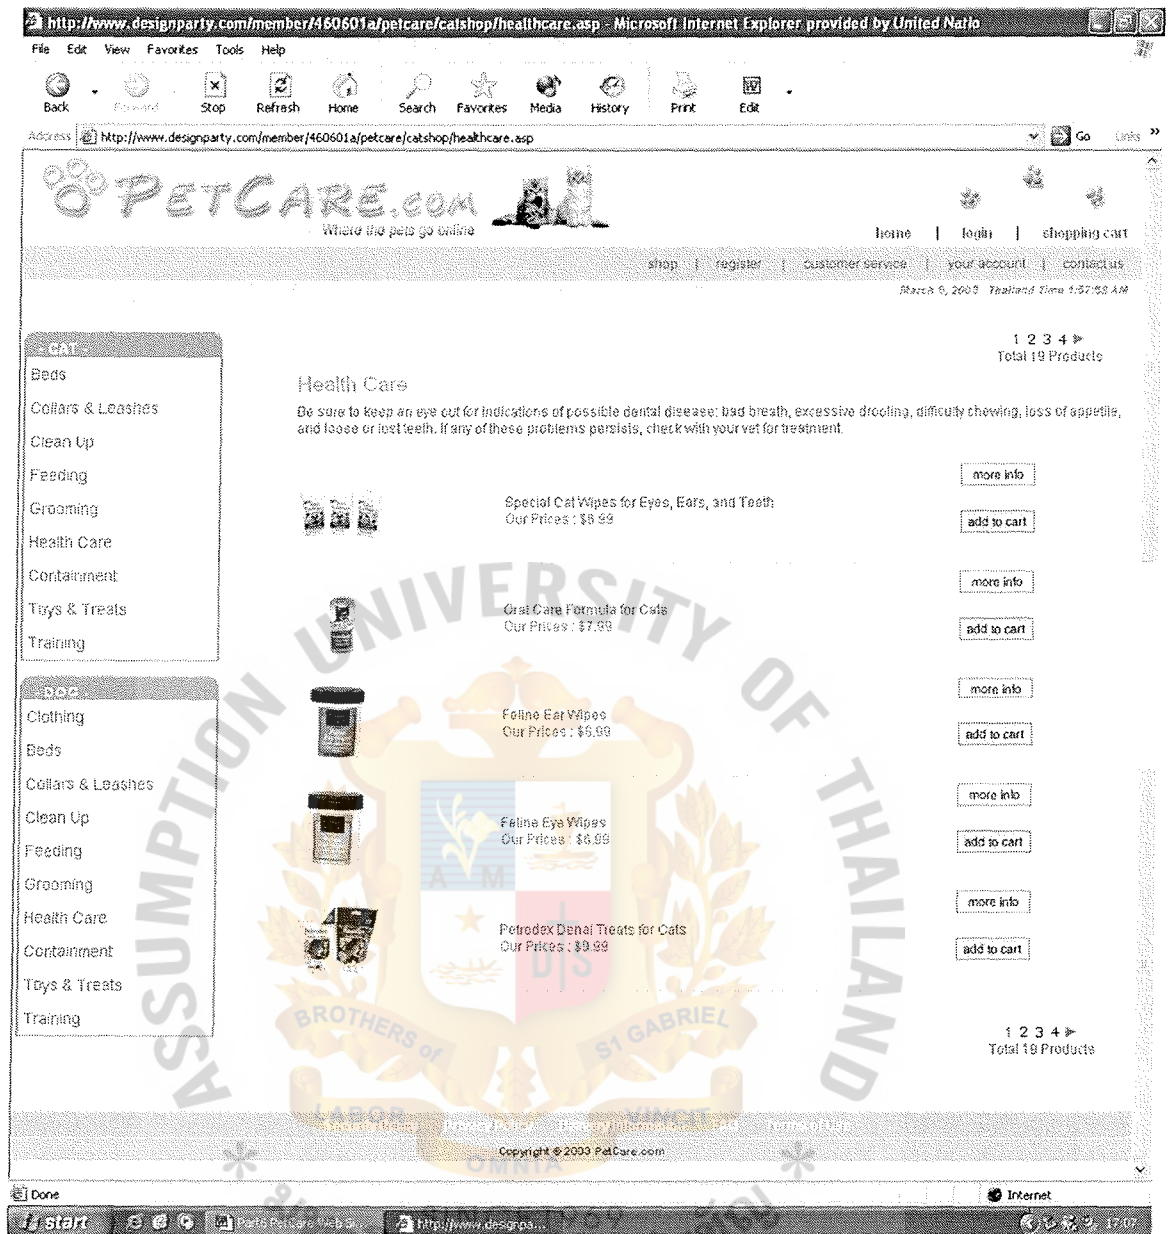 http://www.designparty.com/member/460601a/petcare/catshop/healthcare.asp - Microsoft Internet Explorer provided by United Natio
File Edit View Favorites Tools Help
Back Forward Stop Refresh Home Search Favorites Media History Print Edit
Address http://www.designparty.com/member/460601a/petcare/catshop/healthcare.asp Go Links »
PETCARE.com
Where the pets go online
home | login | shopping cart
shop | register | customer service | your account | contact us
March 9, 2003 Thailand Time 1:57:58 AM
1 2 3 4
Total 19 Products
- CAT -
Beds
Collars & Leashes
Clean Up
Feeding
Grooming
Health Care
Containment
Toys & Treats
Training
- DOG -
Clothing
Beds
Collars & Leashes
Clean Up
Feeding
Grooming
Health Care
Containment
Toys & Treats
Training
Health Care
Be sure to keep an eye out for indications of possible dental disease: bad breath, excessive drooling, difficulty chewing, loss of appetite,
and loose or lost teeth. If any of these problems persists, check with your vet for treatment.
Special Cat Wipes for Eyes, Ears, and Teeth
Our Prices :
more info
add to cart
Oral Care Formula for Cats
Our Prices : $7.99
more info
add to cart
Feline Ear Wipes
Our Prices : $6.99
more info
add to cart
Feline Eye Wipes
Our Prices : $6.99
more info
add to cart
Petrodex Denal Treats for Cats
Our Prices : $9.99
more info
add to cart
1 2 3 4
Total 19 Products
Privacy Policy Terms of Use
Copyright © 2003 PetCare.com
Done Internet
start Part6 PetCare Web Si... http://www.designpa... 17:07
ASSUMPTION UNIVERSITY OF THAILAND
A M
D S
BROTHERS of ST GABRIEL
LABOR OMNIA VINCIT
SINCE 1969